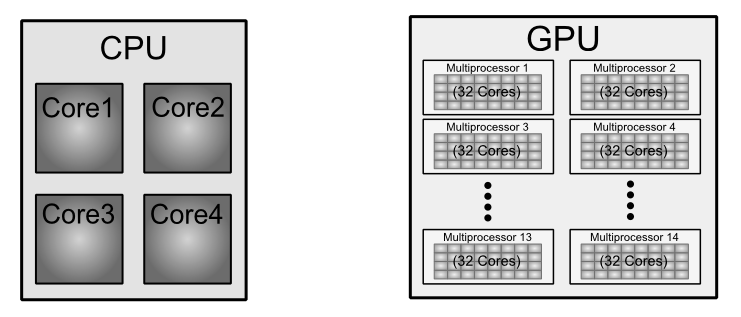 CPU
Core1
Core2
Core3
Core4
GPU
Multiprocessor 1
(32 Cores)
Multiprocessor 2
(32 Cores)
Multiprocessor 3
(32 Cores)
Multiprocessor 4
(32 Cores)
Multiprocessor 13
(32 Cores)
Multiprocessor 14
(32 Cores)